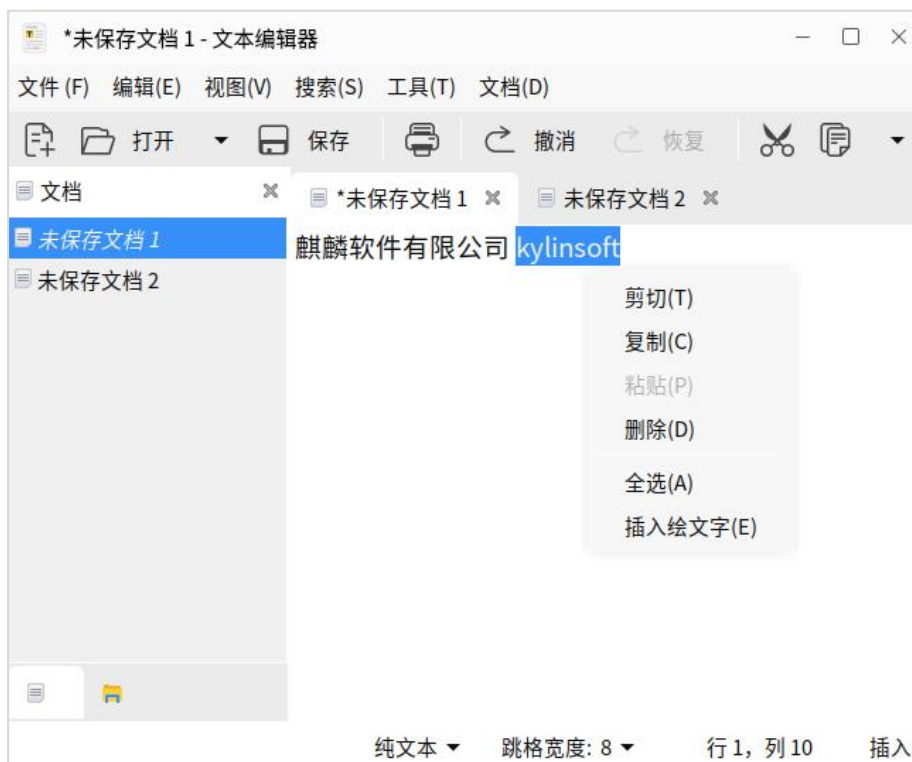 *未保存文档 1 - 文本编辑器
文件 (F) 编辑(E) 视图(V) 搜索(S) 工具(T) 文档(D)
打开 保存 撤消 恢复
文档
*未保存文档 1 未保存文档 2
未保存文档 1
未保存文档 2
麒麟软件有限公司 kylinsoft
剪切(T)
复制(C)
粘贴(P)
删除(D)
全选(A)
插入绘文字(E)
纯文本 跳格宽度: 8 行 1，列 10 插入